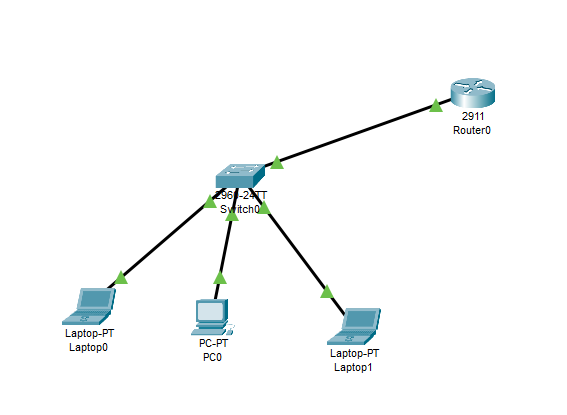 2911
Router0
2960-24TT
Switch0
Laptop-PT
Laptop0
PC-PT
PC0
Laptop-PT
Laptop1